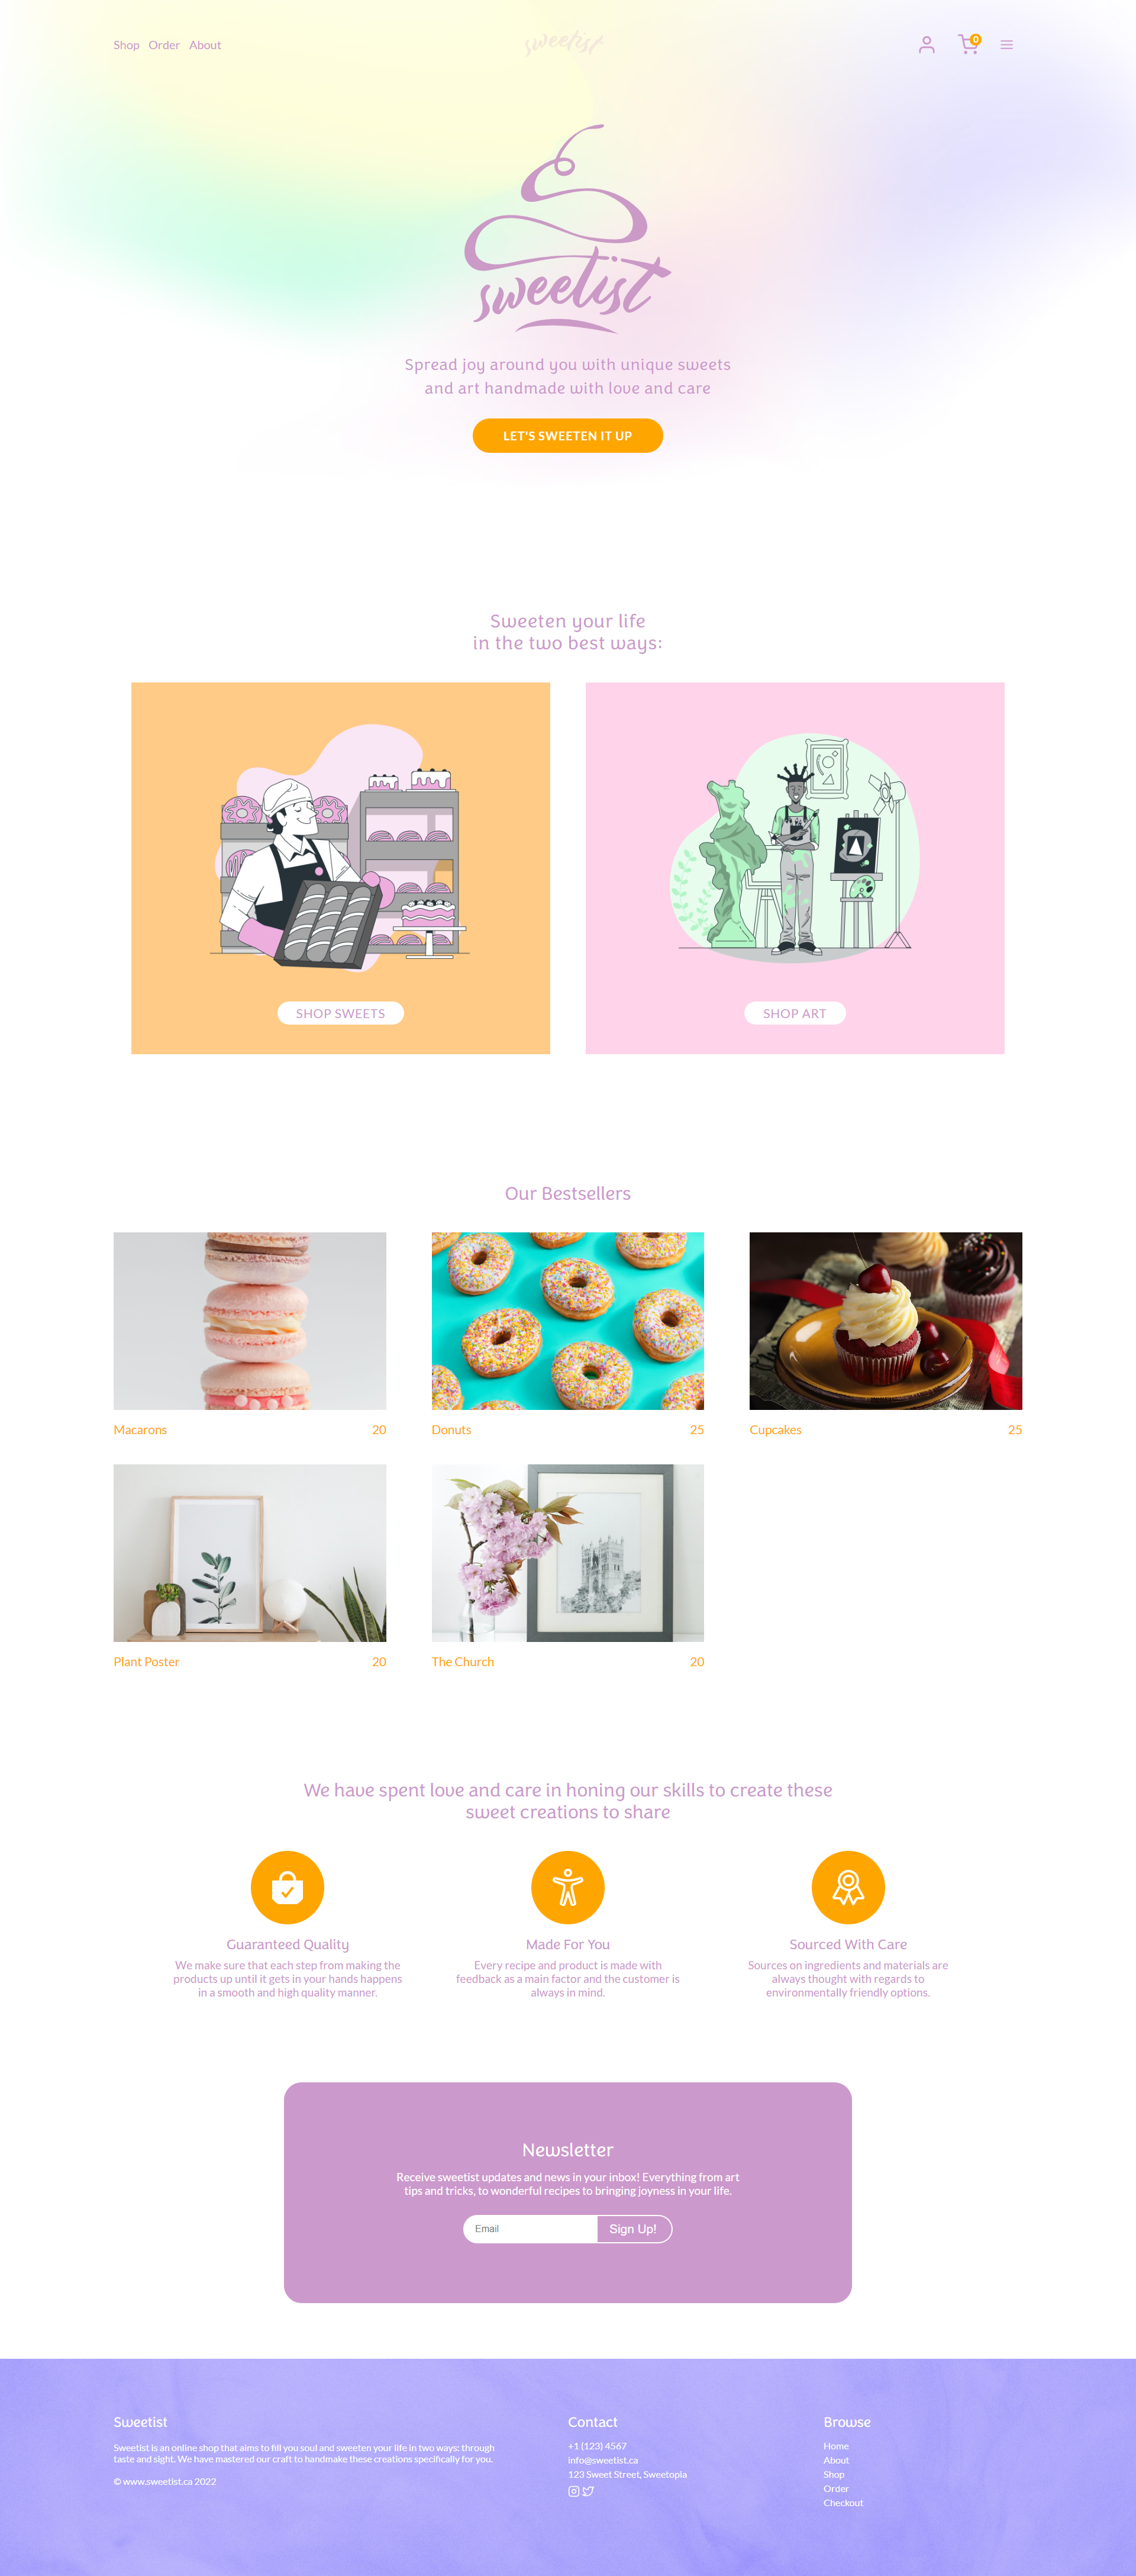 Shop Order About
sweetist
0
sweetist
Spread joy around you with unique sweets
and art handmade with love and care
LET'S SWEETEN IT UP
Sweeten your life
in the two best ways:
SHOP SWEETS
SHOP ART
Our Bestsellers
Macarons 20
Donuts 25
Cupcakes 25
Plant Poster 20
The Church 20
We have spent love and care in honing our skills to create these
sweet creations to share
Guaranteed Quality
We make sure that each step from making the
products up until it gets in your hands happens
in a smooth and high quality manner.
Made For You
Every recipe and product is made with
feedback as a main factor and the customer is
always in mind.
Sourced With Care
Sources on ingredients and materials are
always thought with regards to
environmentally friendly options.
Newsletter
Receive sweetist updates and news in your inbox! Everything from art
tips and tricks, to wonderful recipes to bringing joyness in your life.
Email
Sign Up!
Sweetist
Sweetist is an online shop that aims to fill you soul and sweeten your life in two ways: through
taste and sight. We have mastered our craft to handmake these creations specifically for you.
© www.sweetist.ca 2022
Contact
+1 (123) 4567
info@sweetist.ca
123 Sweet Street, Sweetopia
Browse
Home
About
Shop
Order
Checkout